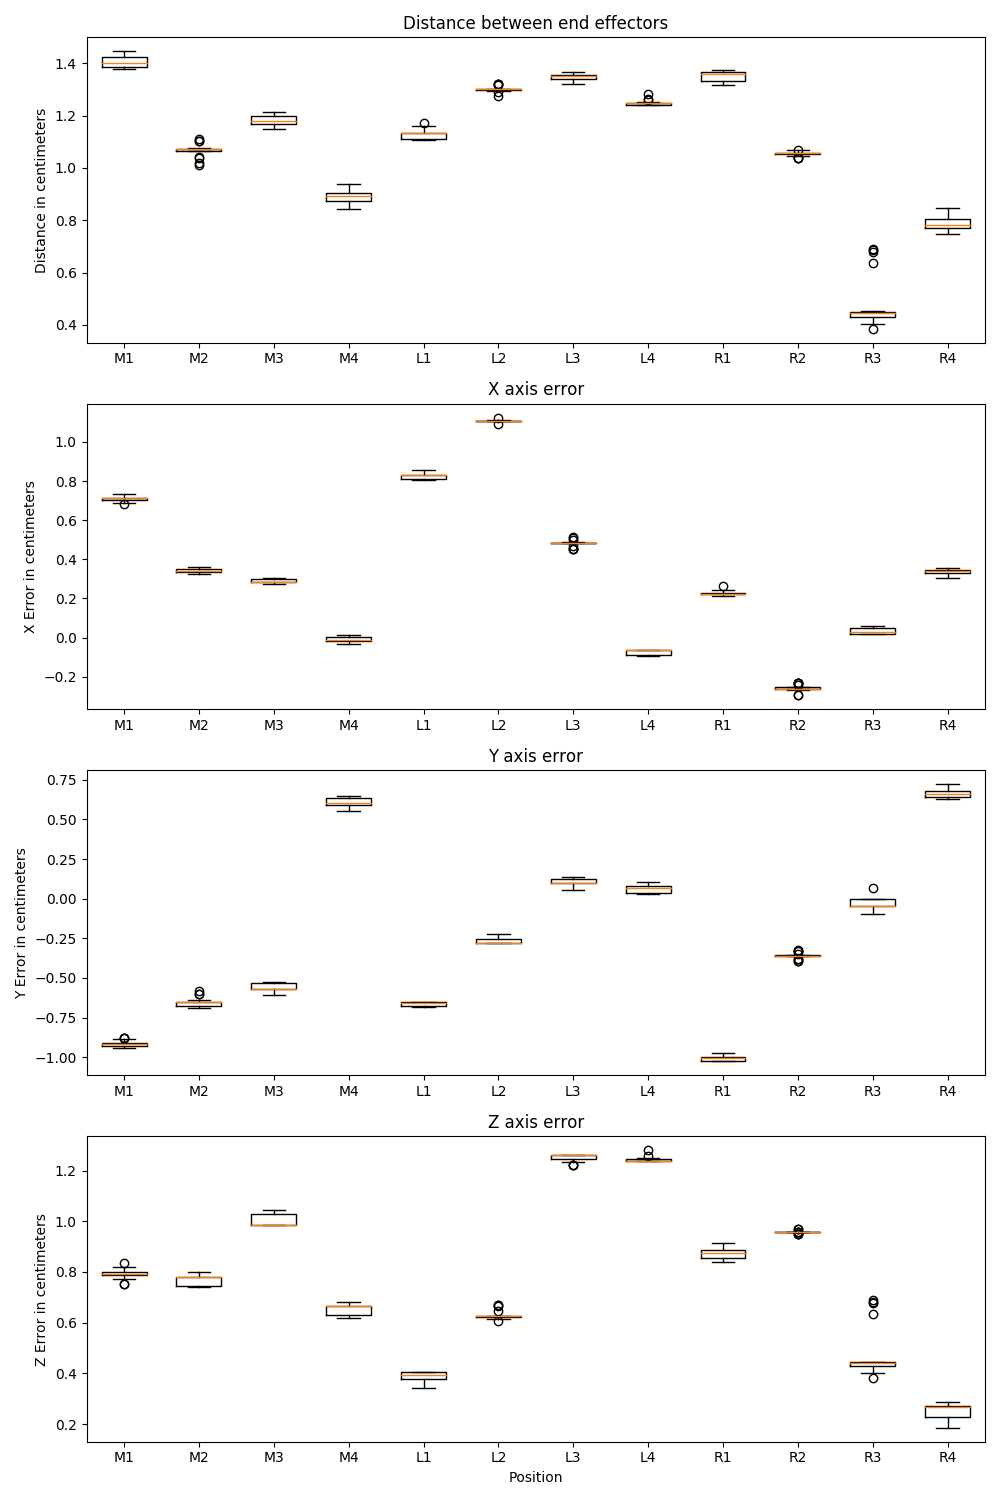 Distance between end effectors
1.4
1.2
1.0
0.8
0.6
0.4
Distance in centimeters
M1 M2 M3 M4 L1 L2 L3 L4 R1 R2 R3 R4
X axis error
1.0
0.8
0.6
0.4
0.2
0.0
−0.2
X Error in centimeters
M1 M2 M3 M4 L1 L2 L3 L4 R1 R2 R3 R4
Y axis error
0.75
0.50
0.25
0.00
−0.25
−0.50
−0.75
−1.00
Y Error in centimeters
M1 M2 M3 M4 L1 L2 L3 L4 R1 R2 R3 R4
Z axis error
1.2
1.0
0.8
0.6
0.4
0.2
Z Error in centimeters
M1 M2 M3 M4 L1 L2 L3 L4 R1 R2 R3 R4
Position